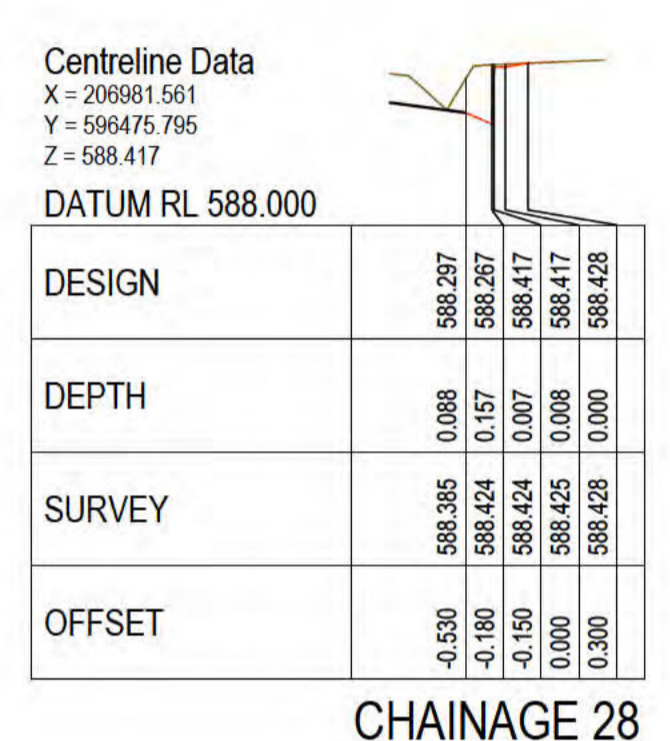 Centreline Data
X = 206981.561
Y = 596475.795
Z = 588.417
DATUM RL 588.000
DESIGN 588.297 588.267 588.417 588.417 588.428
DEPTH 0.088 0.157 0.007 0.008 0.000
SURVEY 588.385 588.424 588.424 588.425 588.428
OFFSET -0.530 -0.180 -0.150 0.000 0.300
CHAINAGE 28